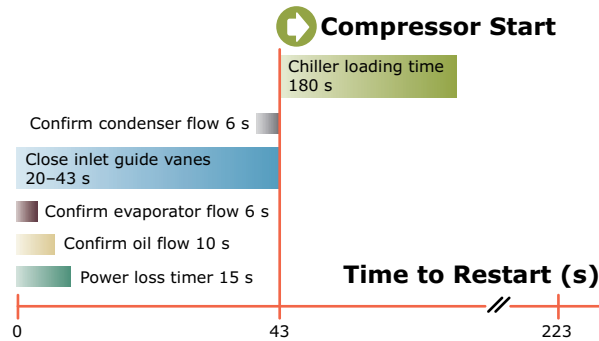 Compressor Start
Chiller loading time
180 s
Confirm condenser flow 6 s
Close inlet guide vanes
20–43 s
Confirm evaporator flow 6 s
Confirm oil flow 10 s
Power loss timer 15 s
Time to Restart (s)
0
43
223